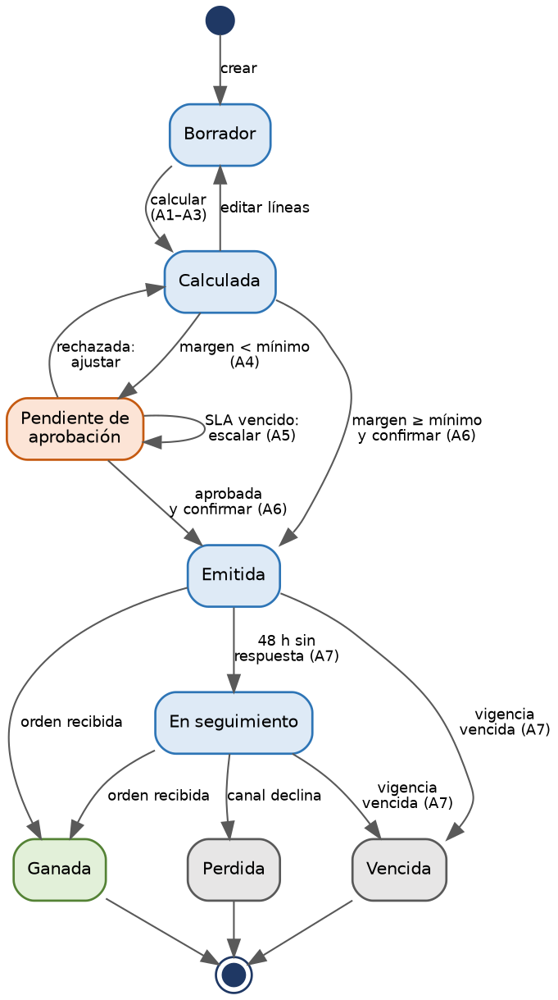 crear
Borrador
calcular
(A1–A3)
editar líneas
Calculada
rechazada:
ajustar
margen < mínimo
(A4)
Pendiente de
aprobación
SLA vencido:
escalar (A5)
margen ≥ mínimo
y confirmar (A6)
aprobada
y confirmar (A6)
Emitida
48 h sin
respuesta (A7)
orden recibida
En seguimiento
vigencia
vencida (A7)
orden recibida
canal declina
vigencia
vencida (A7)
Ganada
Perdida
Vencida